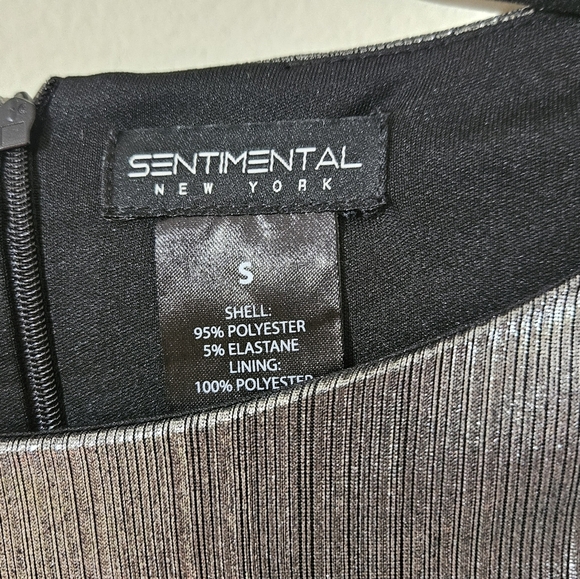 SENTIMENTAL
NEW YORK
S
SHELL:
95% POLYESTER
5% ELASTANE
LINING:
100% POLYESTER